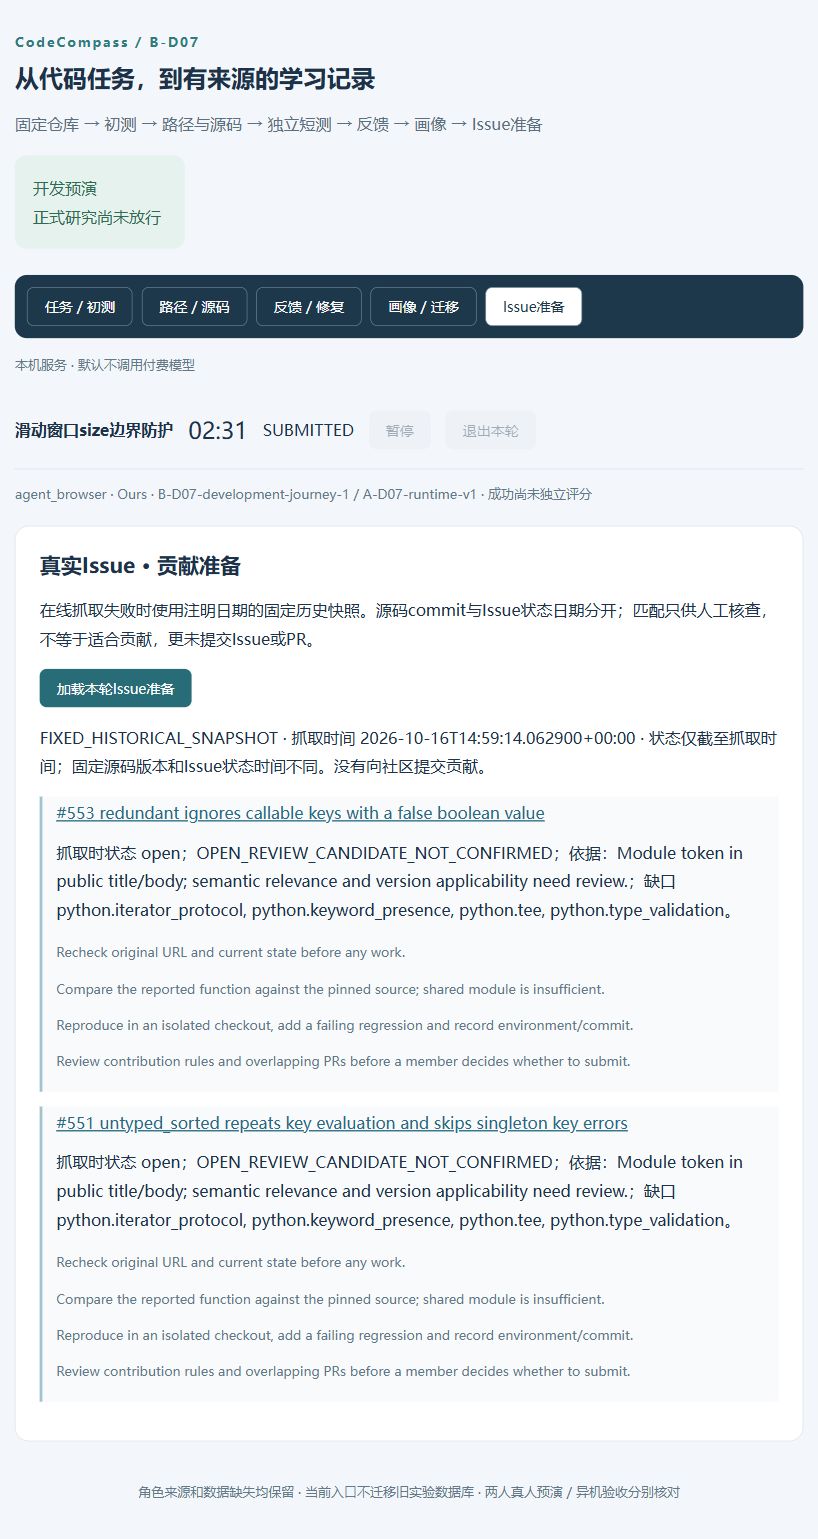 CodeCompass / B-D07
从代码任务，到有来源的学习记录
固定仓库 → 初测 → 路径与源码 → 独立短测 → 反馈 → 画像 → Issue准备
开发预演
正式研究尚未放行
任务 / 初测
路径 / 源码
反馈 / 修复
画像 / 迁移
Issue准备
本机服务 · 默认不调用付费模型
滑动窗口size边界防护 02:31 SUBMITTED 暂停 退出本轮
agent_browser · Ours · B-D07-development-journey-1 / A-D07-runtime-v1 · 成功尚未独立评分
真实Issue · 贡献准备
在线抓取失败时使用注明日期的固定历史快照。源码commit与Issue状态日期分开；匹配只供人工核查，
不等于适合贡献，更未提交Issue或PR。
加载本轮Issue准备
FIXED_HISTORICAL_SNAPSHOT · 抓取时间 2026-10-16T14:59:14.062900+00:00 · 状态仅截至抓取时
间；固定源码版本和Issue状态时间不同。没有向社区提交贡献。
#553 redundant ignores callable keys with a false boolean value
抓取时状态 open；OPEN_REVIEW_CANDIDATE_NOT_CONFIRMED；依据：Module token in
public title/body; semantic relevance and version applicability need review.；缺口
python.iterator_protocol, python.keyword_presence, python.tee, python.type_validation。
Recheck original URL and current state before any work.
Compare the reported function against the pinned source; shared module is insufficient.
Reproduce in an isolated checkout, add a failing regression and record environment/commit.
Review contribution rules and overlapping PRs before a member decides whether to submit.
#551 untyped_sorted repeats key evaluation and skips singleton key errors
抓取时状态 open；OPEN_REVIEW_CANDIDATE_NOT_CONFIRMED；依据：Module token in
public title/body; semantic relevance and version applicability need review.；缺口
python.iterator_protocol, python.keyword_presence, python.tee, python.type_validation。
Recheck original URL and current state before any work.
Compare the reported function against the pinned source; shared module is insufficient.
Reproduce in an isolated checkout, add a failing regression and record environment/commit.
Review contribution rules and overlapping PRs before a member decides whether to submit.
角色来源和数据缺失均保留 · 当前入口不迁移旧实验数据库 · 两人真人预演 / 异机验收分别核对